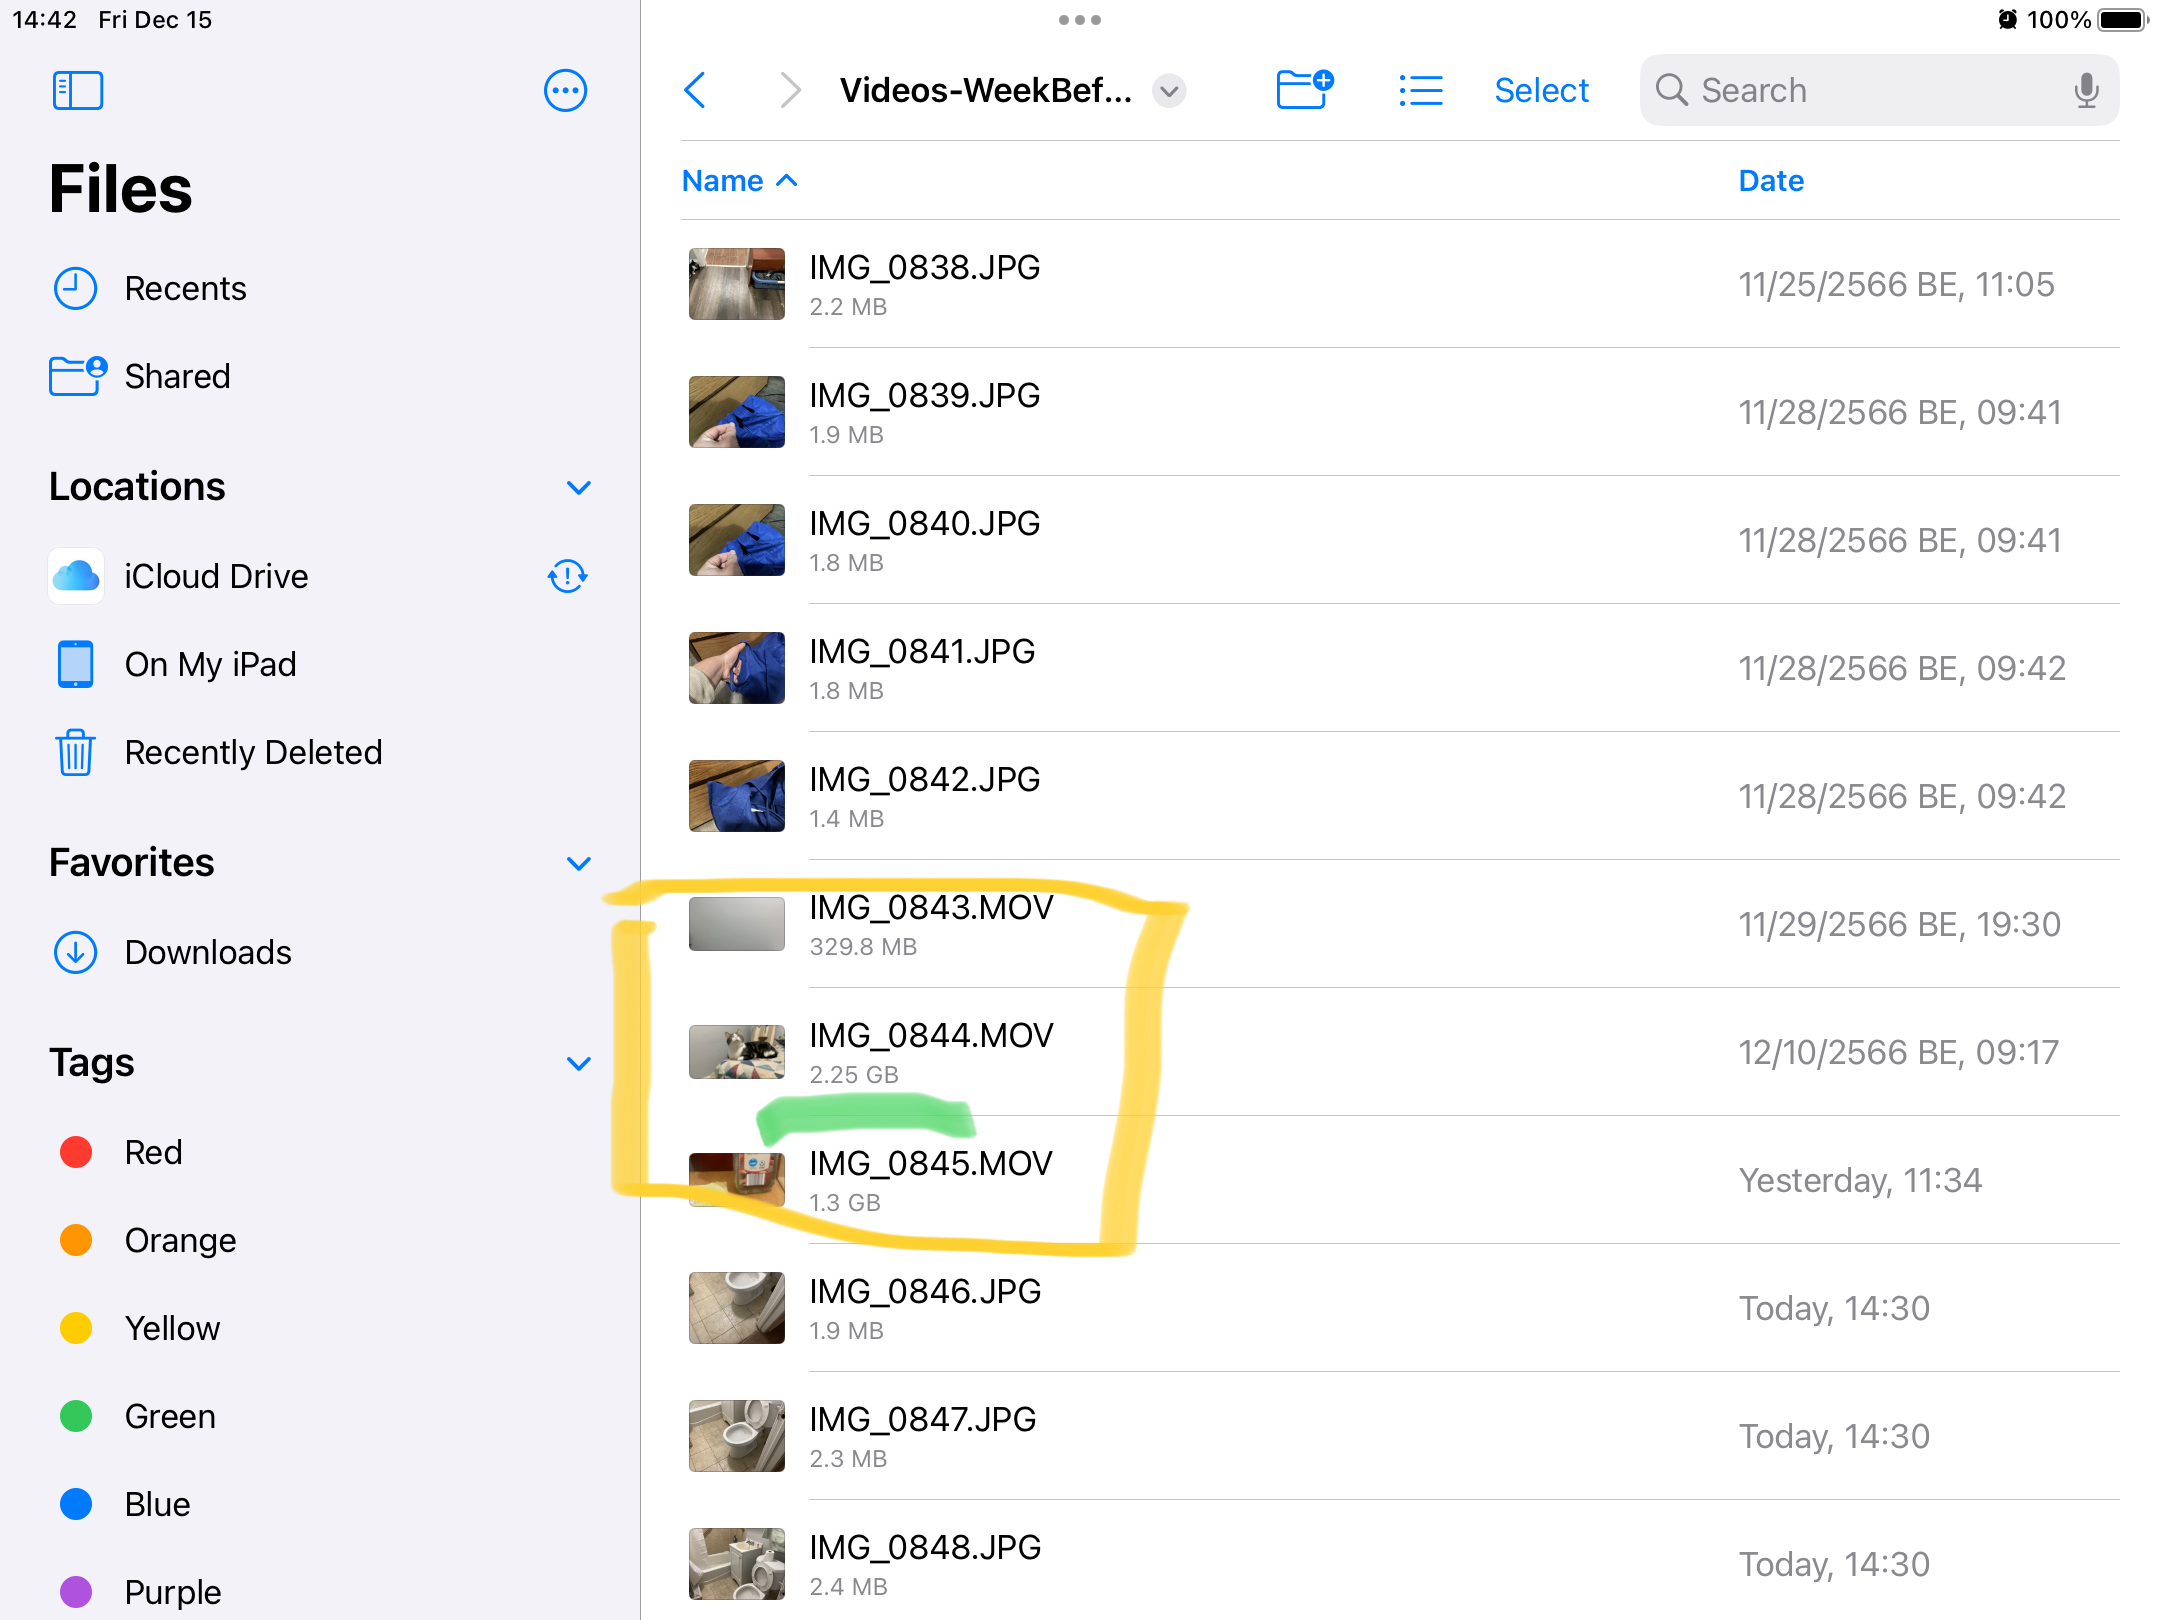 14:42 Fri Dec 15
100%
Files
Recents
Shared
Locations
iCloud Drive
On My iPad
Recently Deleted
Favorites
Downloads
Tags
Red
Orange
Yellow
Green
Blue
Purple
Videos-WeekBef...
Select
Search
Name
Date
IMG_0838.JPG
2.2 MB
11/25/2566 BE, 11:05
IMG_0839.JPG
1.9 MB
11/28/2566 BE, 09:41
IMG_0840.JPG
1.8 MB
11/28/2566 BE, 09:41
IMG_0841.JPG
1.8 MB
11/28/2566 BE, 09:42
IMG_0842.JPG
1.4 MB
11/28/2566 BE, 09:42
IMG_0843.MOV
329.8 MB
11/29/2566 BE, 19:30
IMG_0844.MOV
2.25 GB
12/10/2566 BE, 09:17
IMG_0845.MOV
1.3 GB
Yesterday, 11:34
IMG_0846.JPG
1.9 MB
Today, 14:30
IMG_0847.JPG
2.3 MB
Today, 14:30
IMG_0848.JPG
2.4 MB
Today, 14:30